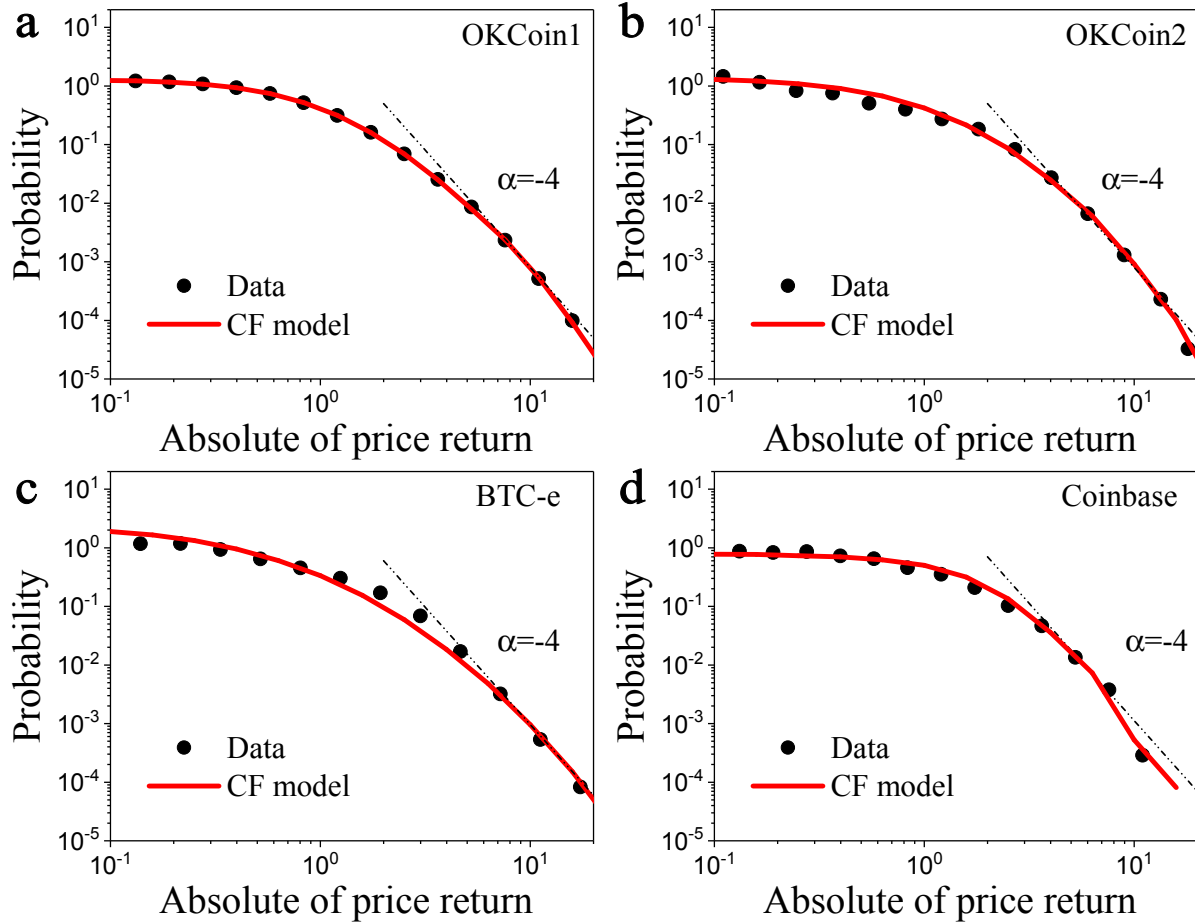 a
OKCoin1
10^1
10^0
10^-1
10^-2
10^-3
10^-4
10^-5
Probability
α=-4
Data
CF model
10^-1
10^0
10^1
Absolute of price return
b
OKCoin2
10^1
10^0
10^-1
10^-2
10^-3
10^-4
10^-5
Probability
α=-4
Data
CF model
10^-1
10^0
10^1
Absolute of price return
c
BTC-e
10^1
10^0
10^-1
10^-2
10^-3
10^-4
10^-5
Probability
α=-4
Data
CF model
10^-1
10^0
10^1
Absolute of price return
d
Coinbase
10^1
10^0
10^-1
10^-2
10^-3
10^-4
10^-5
Probability
α=-4
Data
CF model
10^-1
10^0
10^1
Absolute of price return